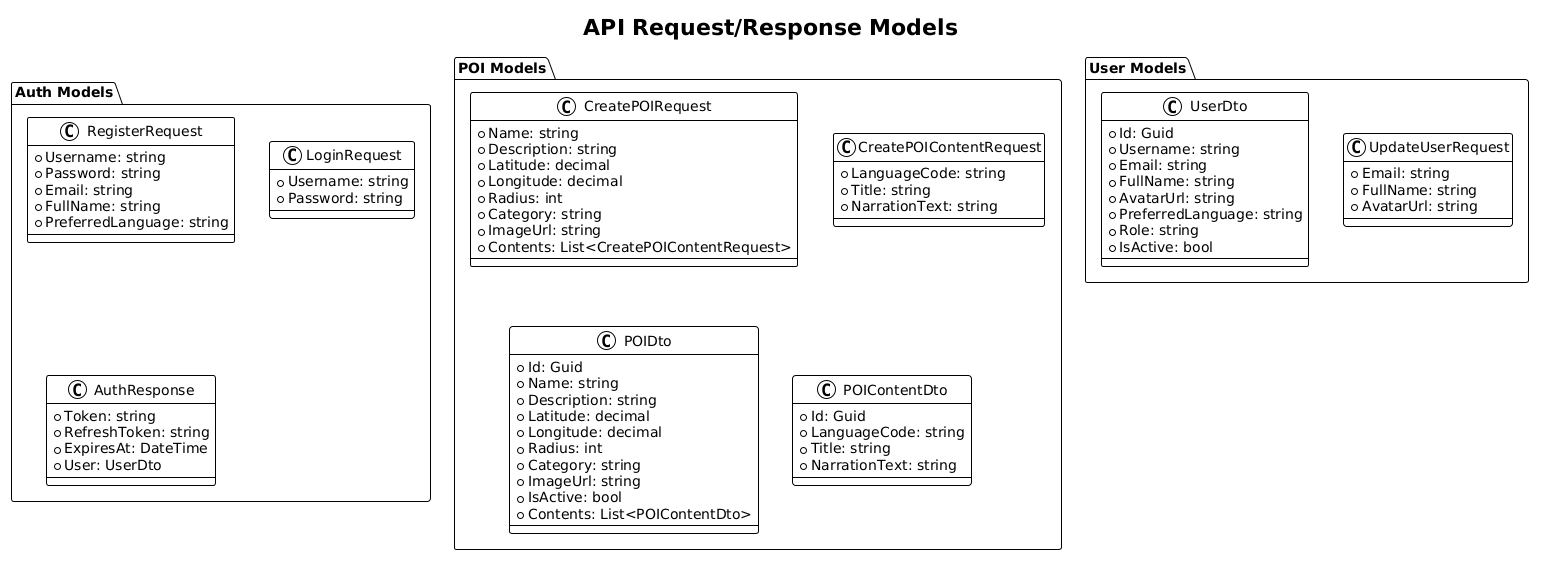 API Request/Response Models
Auth Models
C RegisterRequest
Username: string
Password: string
Email: string
FullName: string
PreferredLanguage: string
C LoginRequest
Username: string
Password: string
C AuthResponse
Token: string
RefreshToken: string
ExpiresAt: DateTime
User: UserDto
POI Models
C CreatePOIRequest
Name: string
Description: string
Latitude: decimal
Longitude: decimal
Radius: int
Category: string
ImageUrl: string
Contents: List<CreatePOIContentRequest>
C CreatePOIContentRequest
LanguageCode: string
Title: string
NarrationText: string
C POIDto
Id: Guid
Name: string
Description: string
Latitude: decimal
Longitude: decimal
Radius: int
Category: string
ImageUrl: string
IsActive: bool
Contents: List<POIContentDto>
C POIContentDto
Id: Guid
LanguageCode: string
Title: string
NarrationText: string
User Models
C UserDto
Id: Guid
Username: string
Email: string
FullName: string
AvatarUrl: string
PreferredLanguage: string
Role: string
IsActive: bool
C UpdateUserRequest
Email: string
FullName: string
AvatarUrl: string